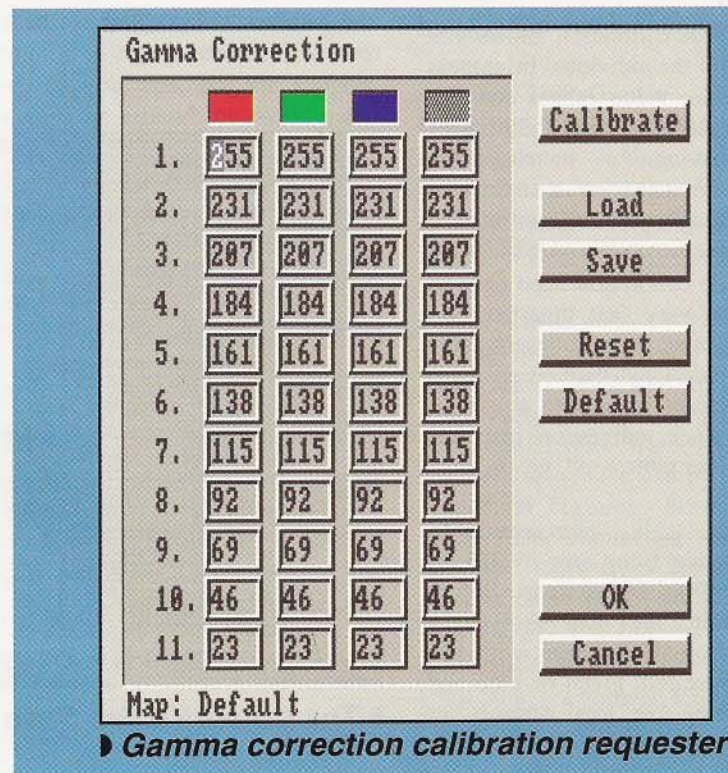 Gamma Correction
Calibrate
1. 255 255 255 255
2. 231 231 231 231
Load
3. 207 207 207 207
Save
4. 184 184 184 184
5. 161 161 161 161
Reset
6. 138 138 138 138
Default
7. 115 115 115 115
8. 92 92 92 92
9. 69 69 69 69
10. 46 46 46 46
OK
11. 23 23 23 23
Cancel
Map: Default
Gamma correction calibration requester